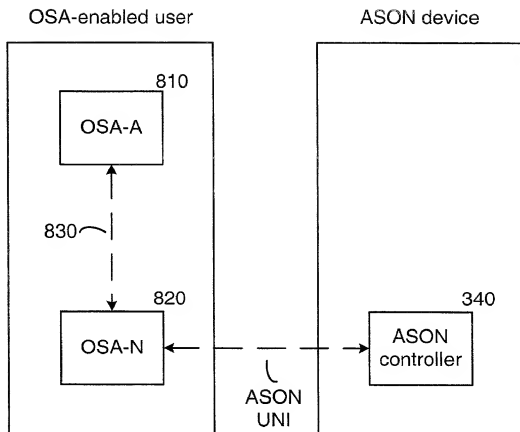 OSA-enabled user
ASON device
810
OSA-A
830
820
OSA-N
340
ASON
controller
ASON
UNI